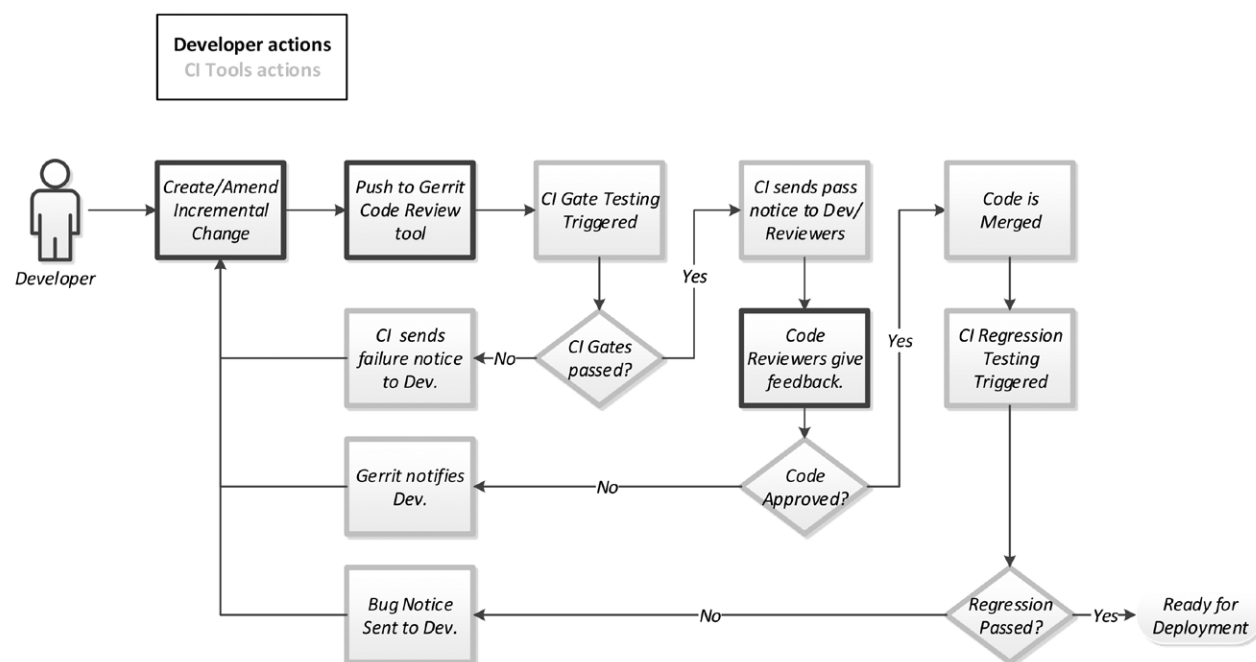 Developer actions
CI Tools actions
Developer
Create/Amend
Incremental
Change
Push to Gerrit
Code Review
tool
CI Gate Testing
Triggered
CI sends pass
notice to Dev/
Reviewers
Code is
Merged
Yes
CI sends
failure notice
to Dev.
No
CI Gates
passed?
Code
Reviewers give
feedback.
Yes
CI Regression
Testing
Triggered
Gerrit notifies
Dev.
No
Code
Approved?
Bug Notice
Sent to Dev.
No
Regression
Passed?
Yes
Ready for
Deployment